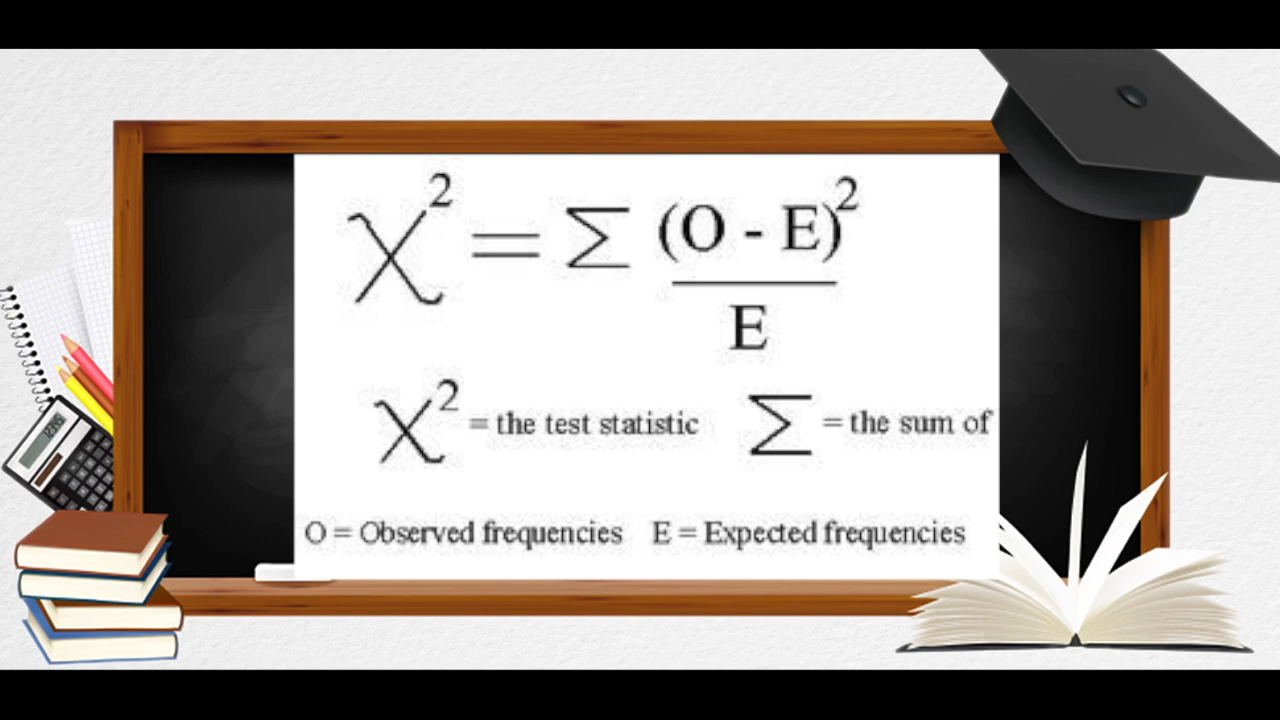 χ² = Σ (O - E)²
E
χ² = the test statistic Σ = the sum of
O = Observed frequencies E = Expected frequencies